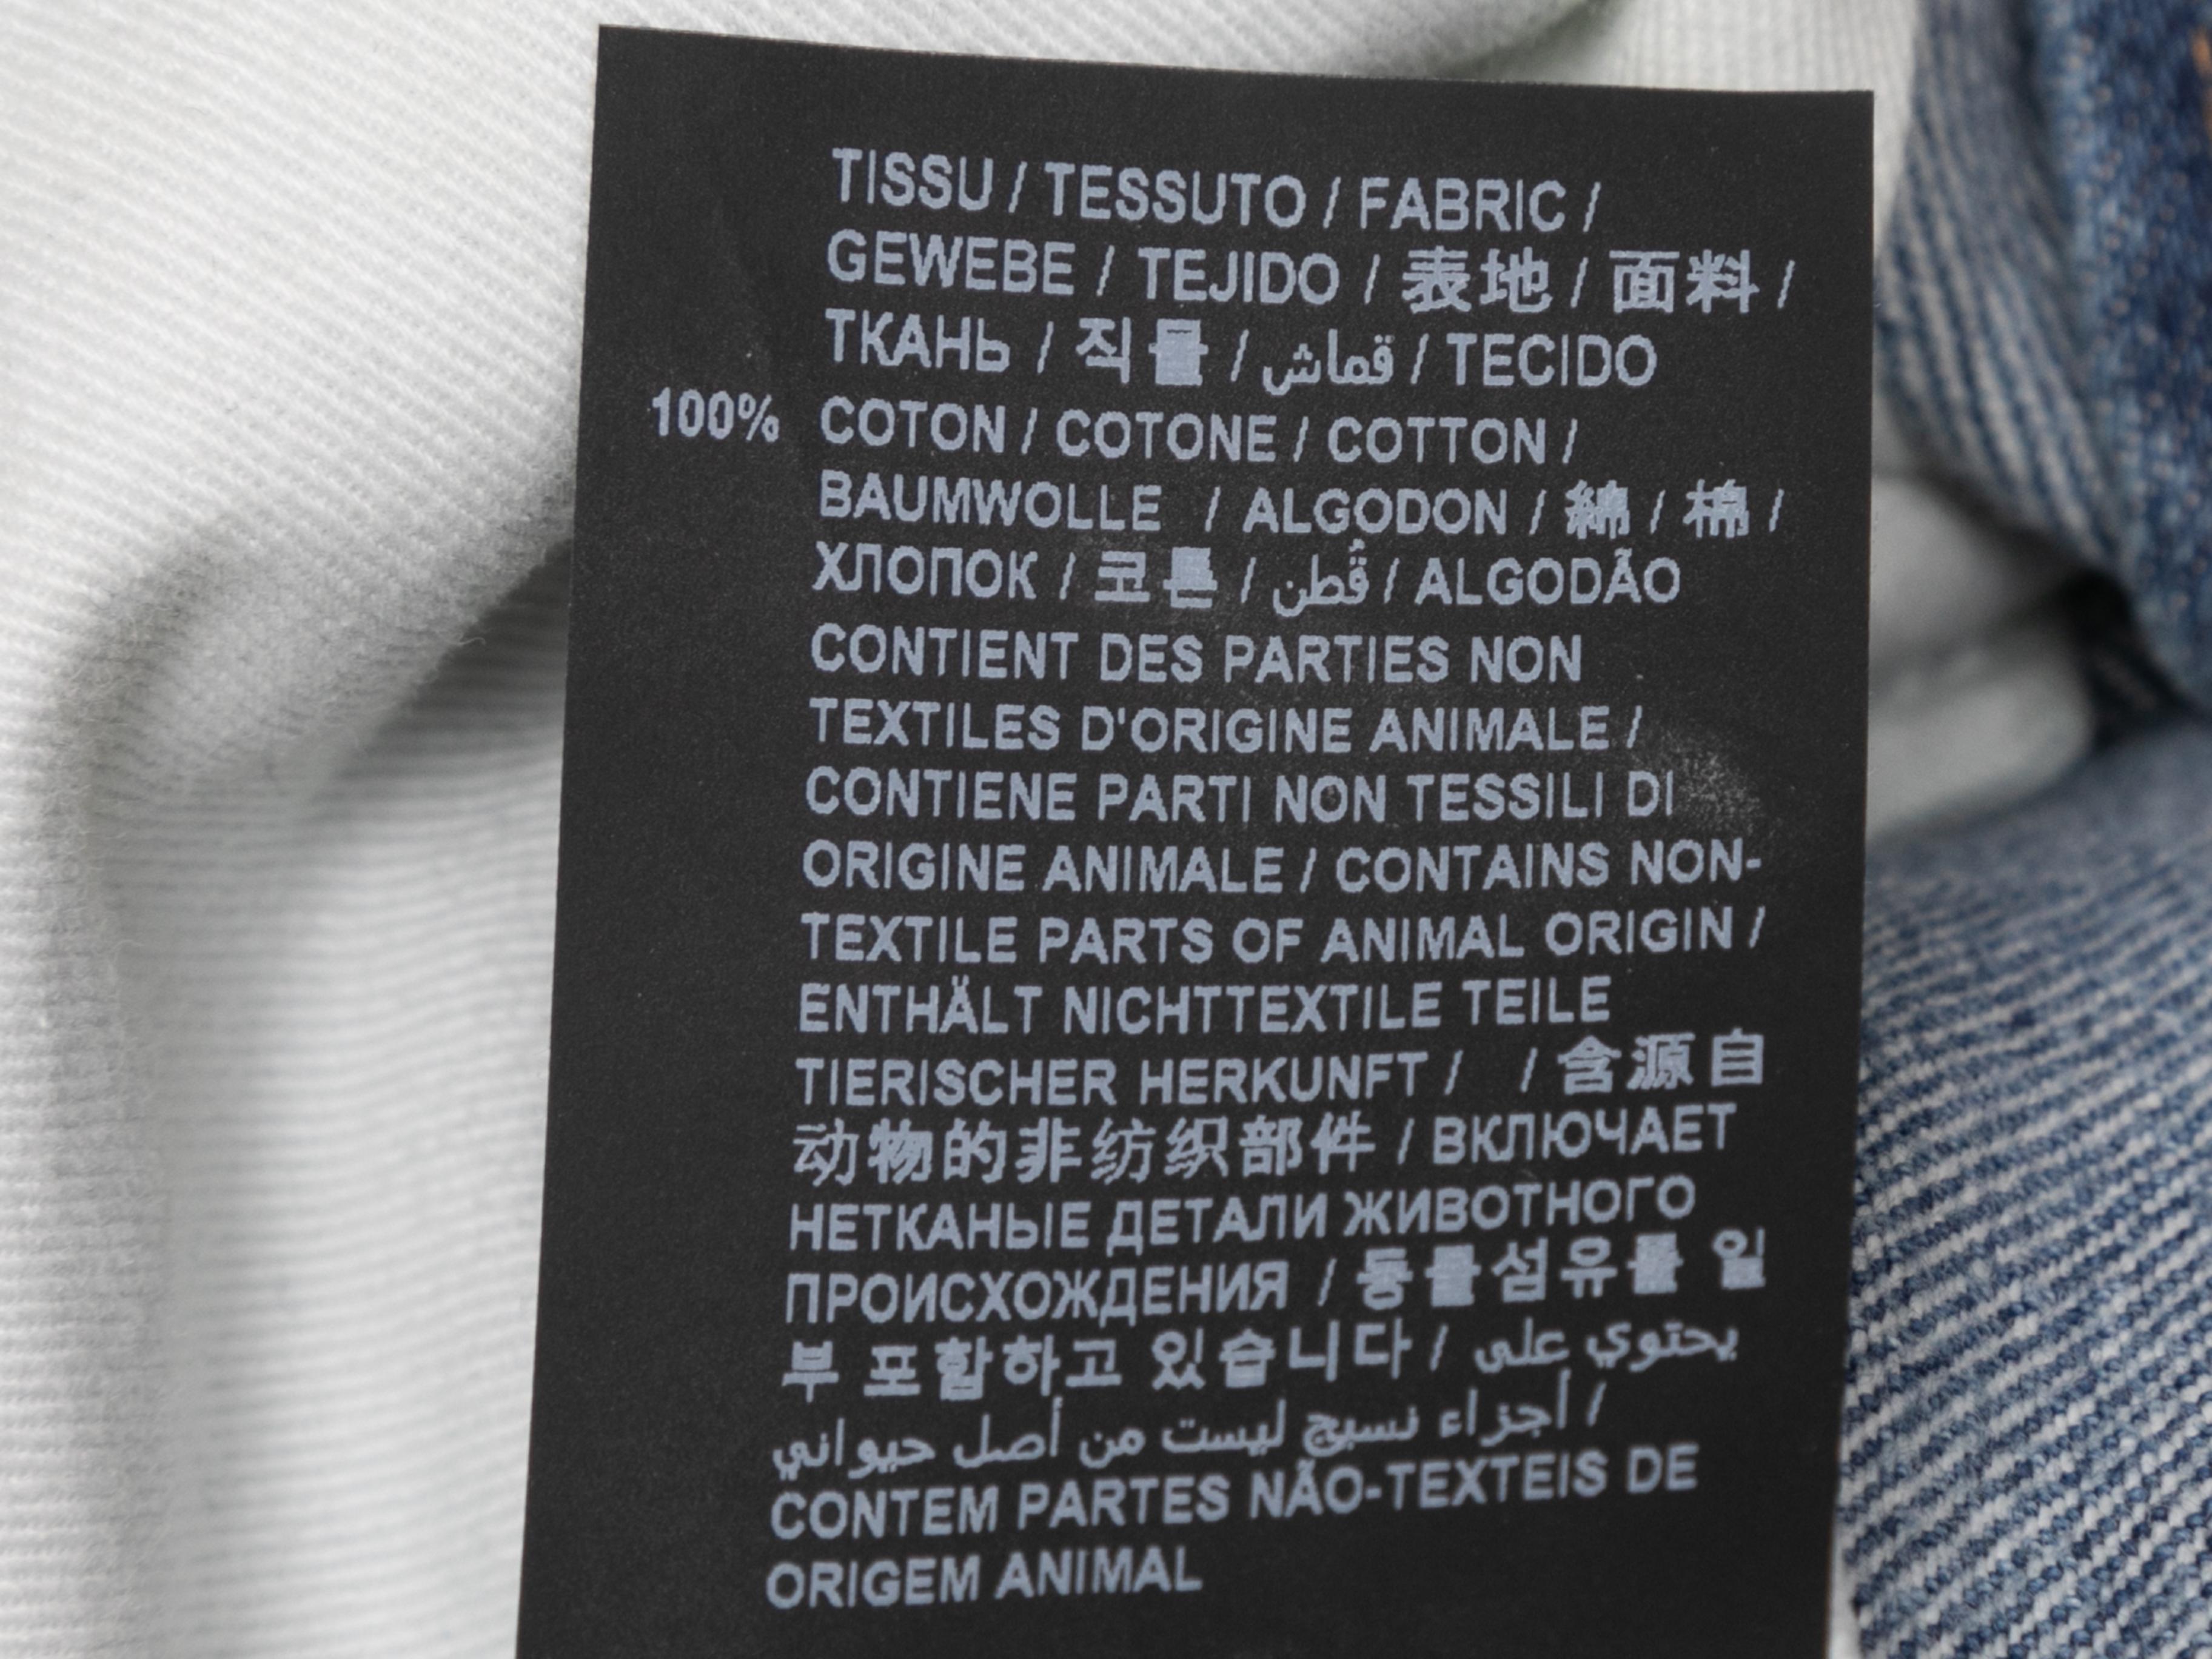 TISSU / TESSUTO / FABRIC /
GEWEBE / TEJIDO / 表地 / 面料 /
ТКАНЬ / 직물 / قماش / TECIDO
100% COTON / COTONE / COTTON /
BAUMWOLLE / ALGODON / 綿 / 棉 /
ХЛОПОК / 코튼 / قُطن / ALGODÃO
CONTIENT DES PARTIES NON
TEXTILES D'ORIGINE ANIMALE /
CONTIENE PARTI NON TESSILI DI
ORIGINE ANIMALE / CONTAINS NON-
TEXTILE PARTS OF ANIMAL ORIGIN /
ENTHÄLT NICHTTEXTILE TEILE
TIERISCHER HERKUNFT / / 含源自
动物的非纺织部件 / ВКЛЮЧАЕТ
НЕТКАНЫЕ ДЕТАЛИ ЖИВОТНОГО
ПРОИСХОЖДЕНИЯ / 동물섬유를 일
부 포함하고 있습니다 / يحتوي على
أجزاء نسيج ليست من أصل حيواني /
CONTEM PARTES NÃO-TEXTEIS DE
ORIGEM ANIMAL